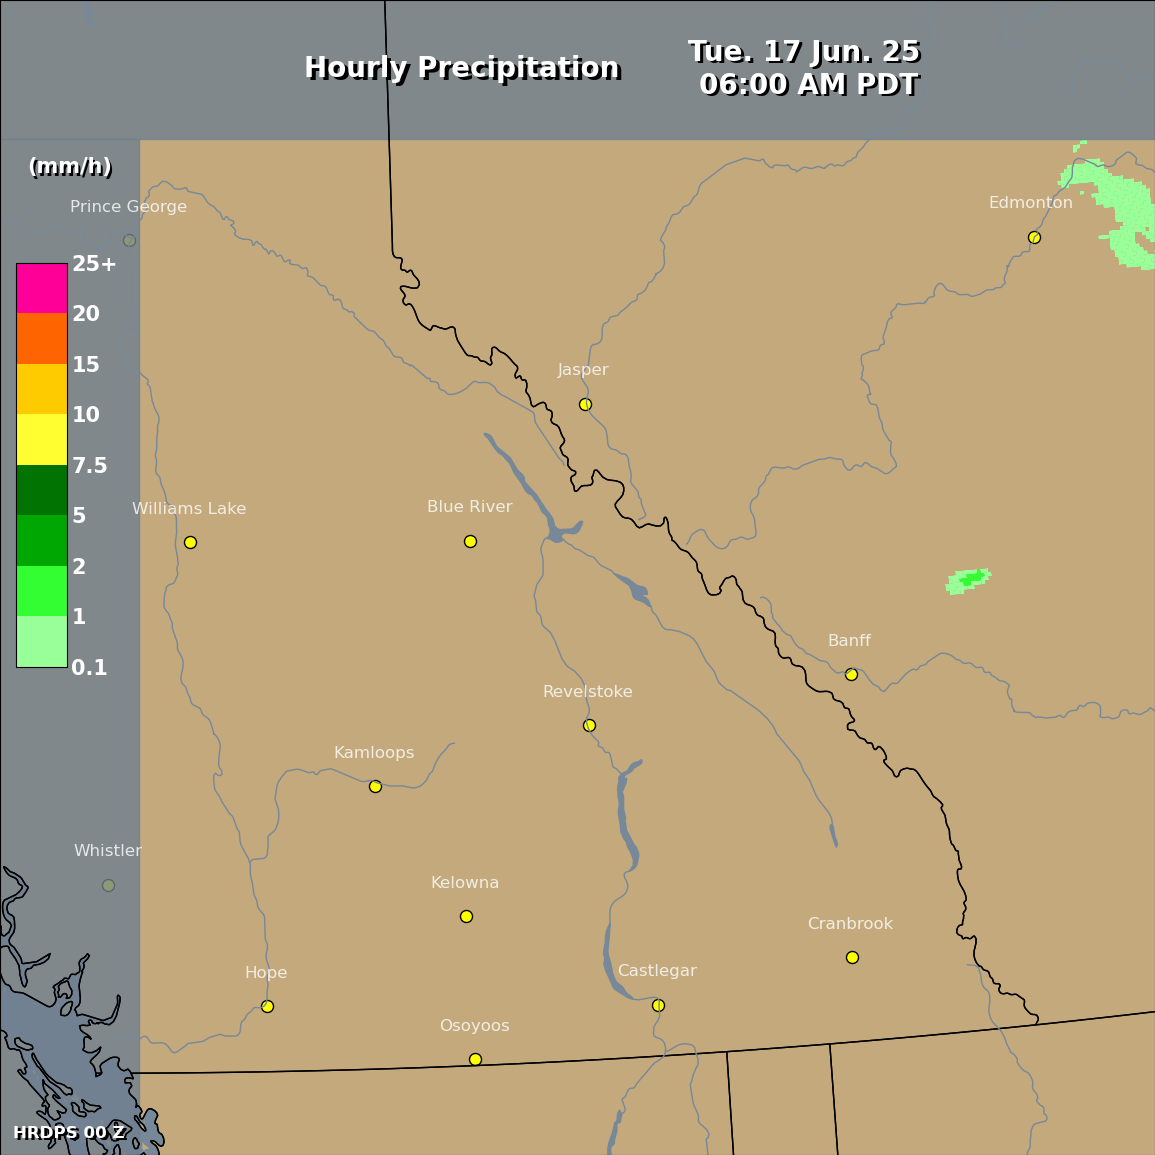 Hourly Precipitation
Tue. 17 Jun. 25
06:00 AM PDT
(mm/h)
Prince George
Edmonton
25+
20
15
10
7.5
5
2
1
0.1
Jasper
Williams Lake
Blue River
Banff
Revelstoke
Kamloops
Whistler
Kelowna
Cranbrook
Hope
Castlegar
Osoyoos
HRDPS 00 Z